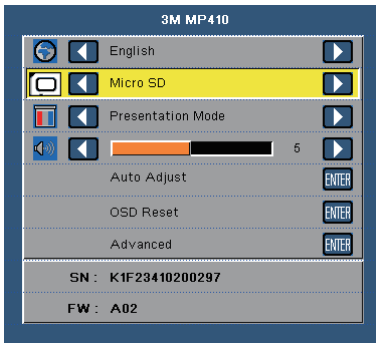 3M MP410
English
Micro SD
Presentation Mode
5
Auto Adjust ENTER
OSD Reset ENTER
Advanced ENTER
SN : K1F23410200297
FW : A02